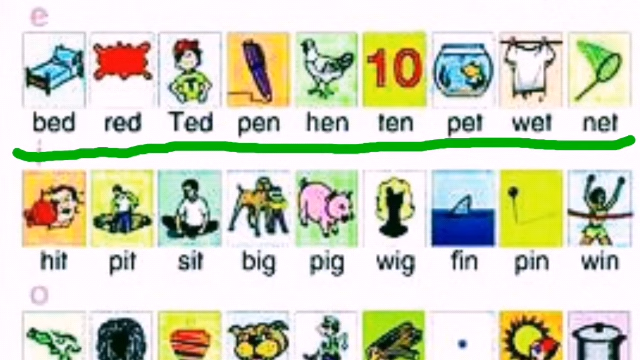 e
10
bed red Ted pen hen ten pet wet net
hit pit sit big pig wig fin pin win
o